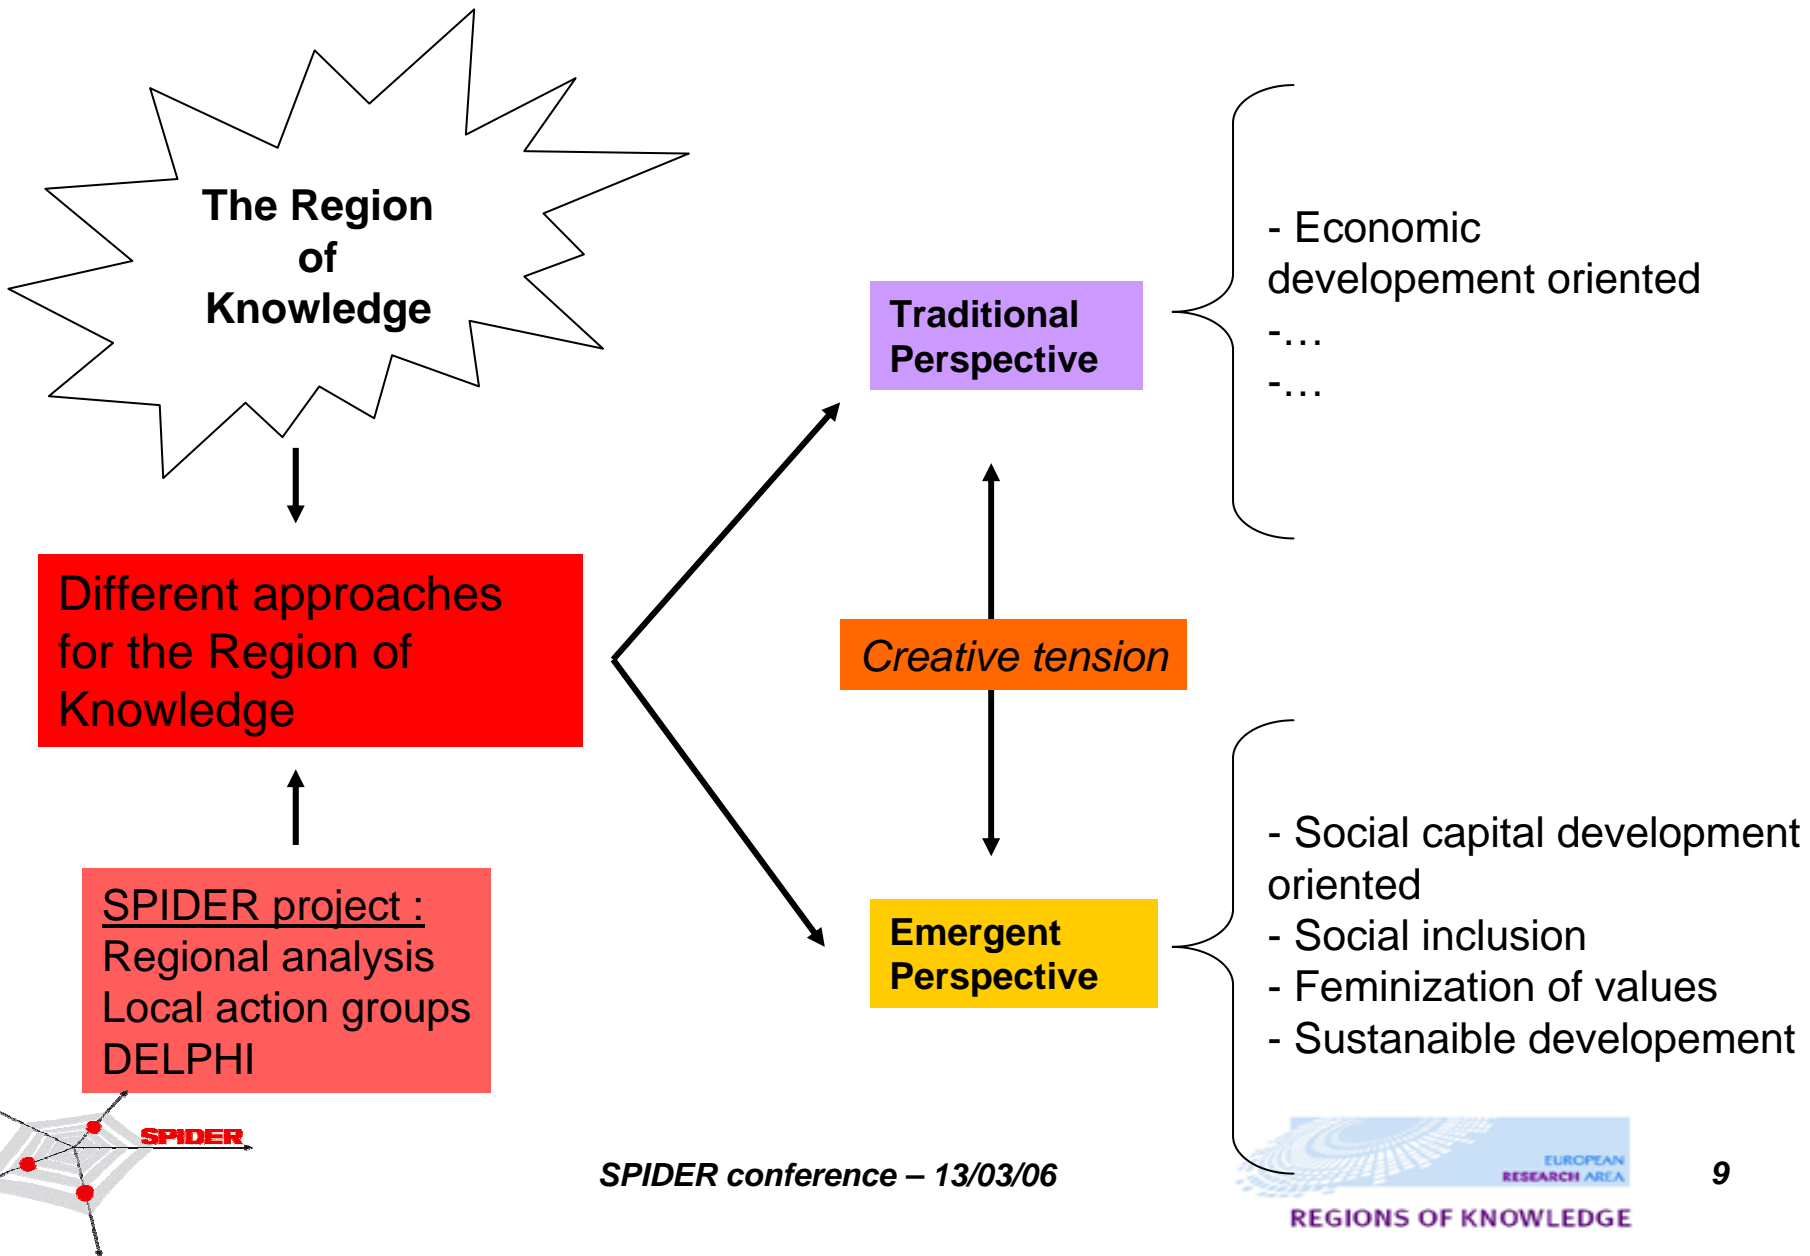 The Region
of
Knowledge
Different approaches
for the Region of
Knowledge
SPIDER project :
Regional analysis
Local action groups
DELPHI
Traditional
Perspective
Creative tension
Emergent
Perspective
- Economic
developement oriented
-…
-…
- Social capital development
oriented
- Social inclusion
- Feminization of values
- Sustanaible developement
SPIDER
SPIDER conference – 13/03/06
EUROPEAN
RESEARCH AREA
REGIONS OF KNOWLEDGE
9